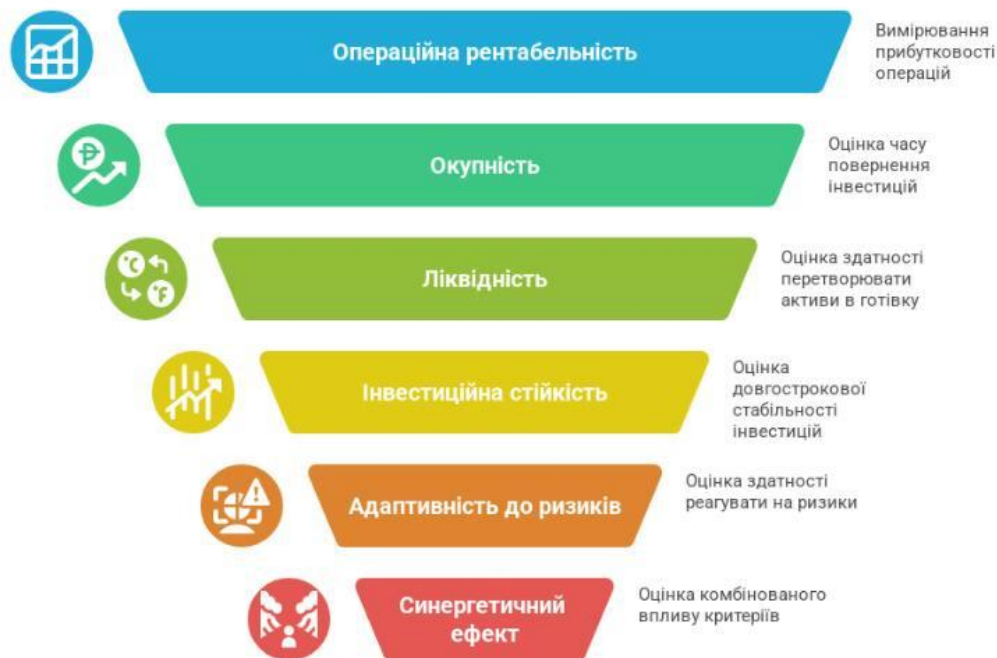 Операційна рентабельність
Вимірювання
прибутковості
операцій
Окупність
Оцінка часу
повернення
інвестицій
°C
°F
Ліквідність
Оцінка здатності
перетворювати
активи в готівку
Інвестиційна стійкість
Оцінка
довгострокової
стабільності
інвестицій
Адаптивність до ризиків
Оцінка здатності
реагувати на ризики
Синергетичний
ефект
Оцінка комбінованого
впливу критеріїв